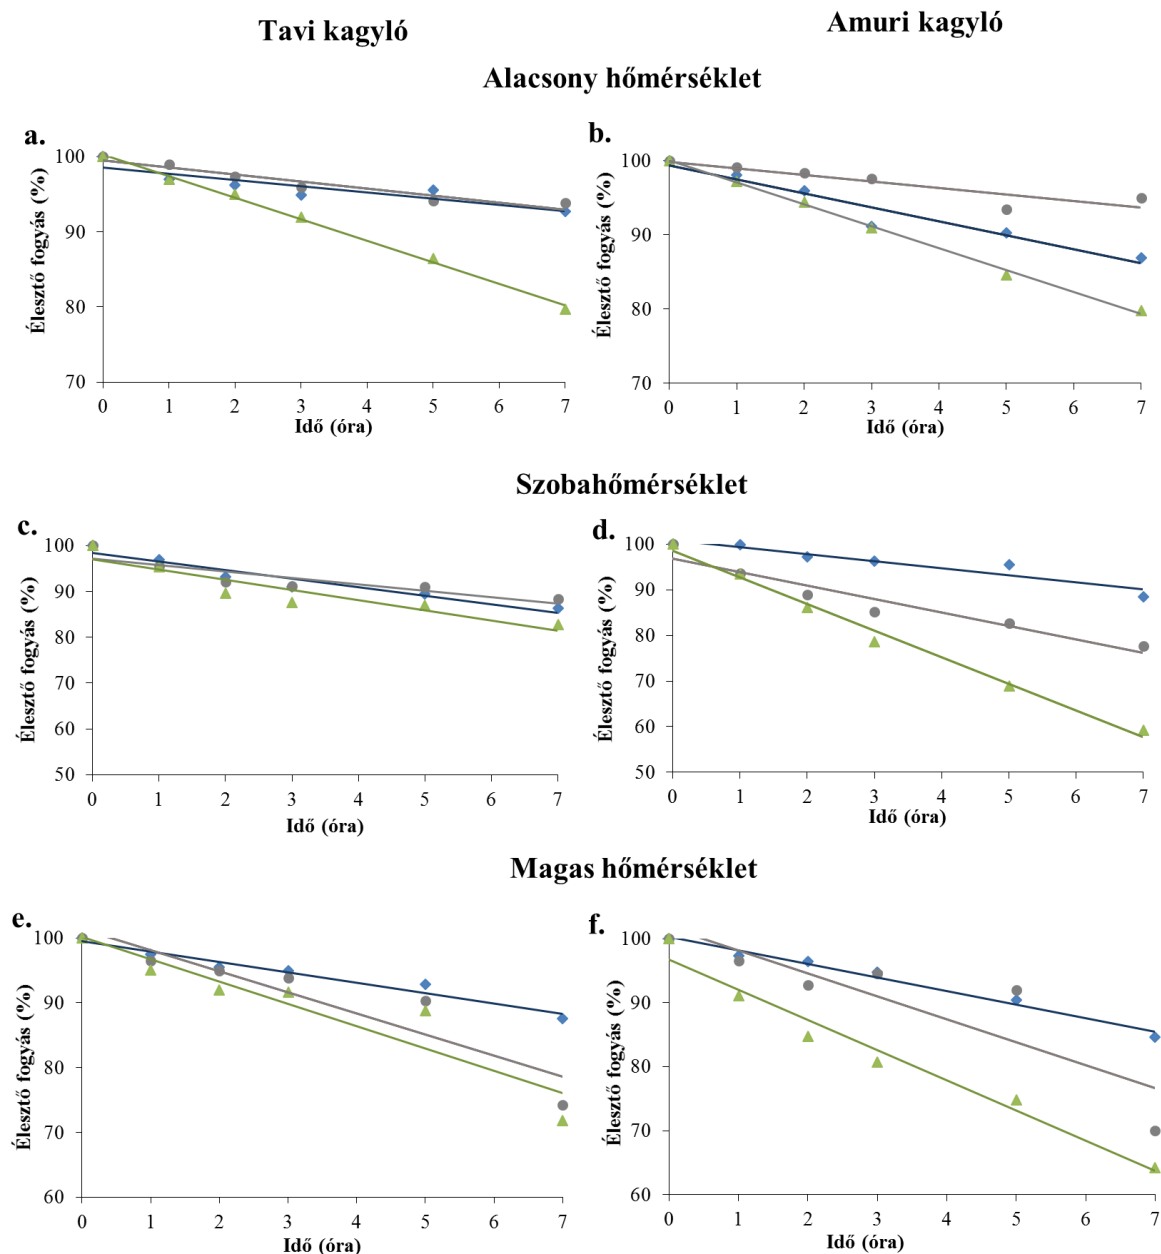 Tavi kagyló
Amuri kagyló
Alacsony hőmérséklet
a.
100
90
80
70
0 1 2 3 4 5 6 7
Élesztő fogyás (%)
Idő (óra)
b.
100
90
80
70
0 1 2 3 4 5 6 7
Élesztő fogyás (%)
Idő (óra)
Szobahőmérséklet
c.
100
90
80
70
60
50
0 1 2 3 4 5 6 7
Élesztő fogyás (%)
Idő (óra)
d.
100
90
80
70
60
50
0 1 2 3 4 5 6 7
Élesztő fogyás (%)
Idő (óra)
Magas hőmérséklet
e.
100
90
80
70
60
0 1 2 3 4 5 6 7
Élesztő fogyás (%)
Idő (óra)
f.
100
90
80
70
60
0 1 2 3 4 5 6 7
Élesztő fogyás (%)
Idő (óra)